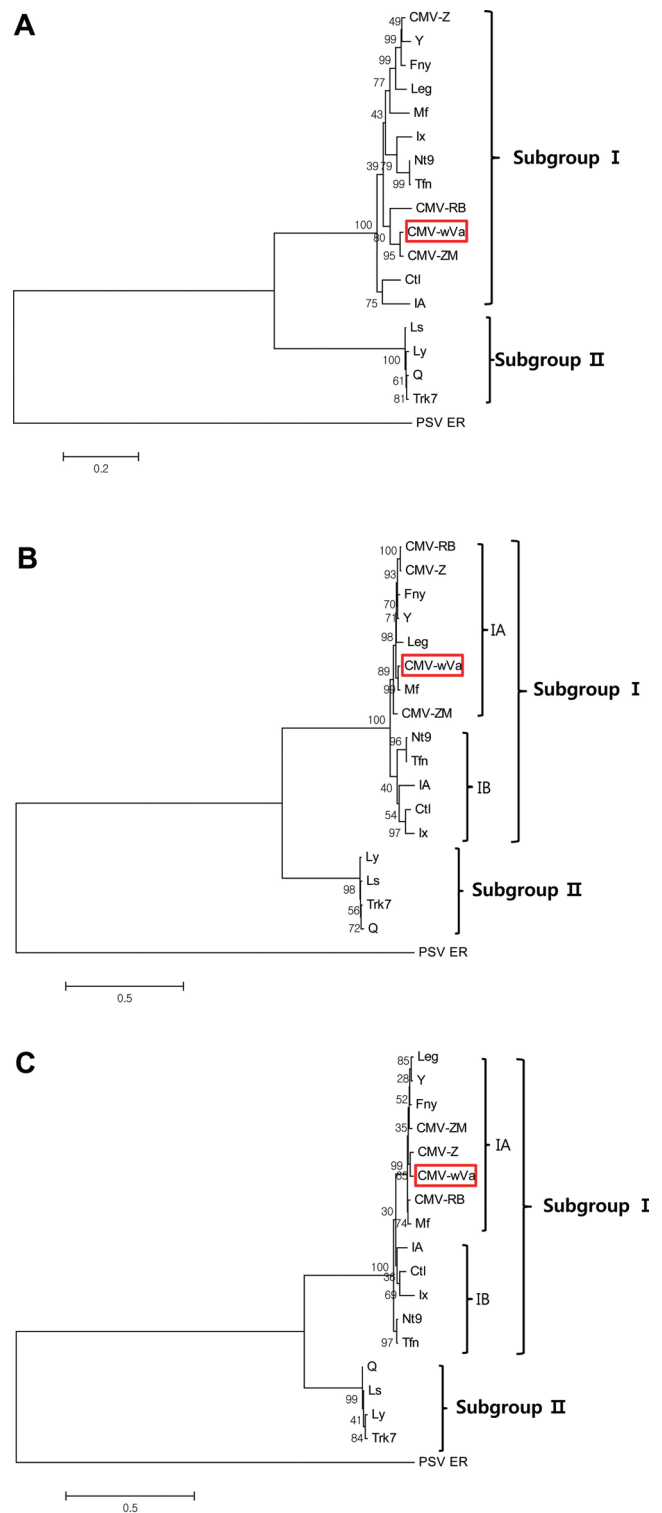 A
49 CMV-Z
99 Y
99 Fny
77 Leg
43 Mf
Ix
39 79 Nt9
99 Tfn
Subgroup I
CMV-RB
100 80 CMV-wVa
95 CMV-ZM
Ctl
75 IA
Ls
100 Ly
61 Q
81 Trk7
Subgroup II
PSV ER
0.2
B
100 CMV-RB
93 CMV-Z
70 Fny
71 Y
98 Leg
89 CMV-wVa
99 Mf
100 CMV-ZM
IA
Subgroup I
96 Nt9
Tfn
40 IA
54 Ctl
97 Ix
IB
Ly
98 Ls
56 Trk7
72 Q
Subgroup II
PSV ER
0.5
C
85 Leg
28 Y
52 Fny
35 CMV-ZM
CMV-Z
99 65 CMV-wVa
30 CMV-RB
74 Mf
IA
Subgroup I
100 IA
36 Ctl
69 Ix
Nt9
97 Tfn
IB
Q
99 Ls
41 Ly
84 Trk7
Subgroup II
PSV ER
0.5